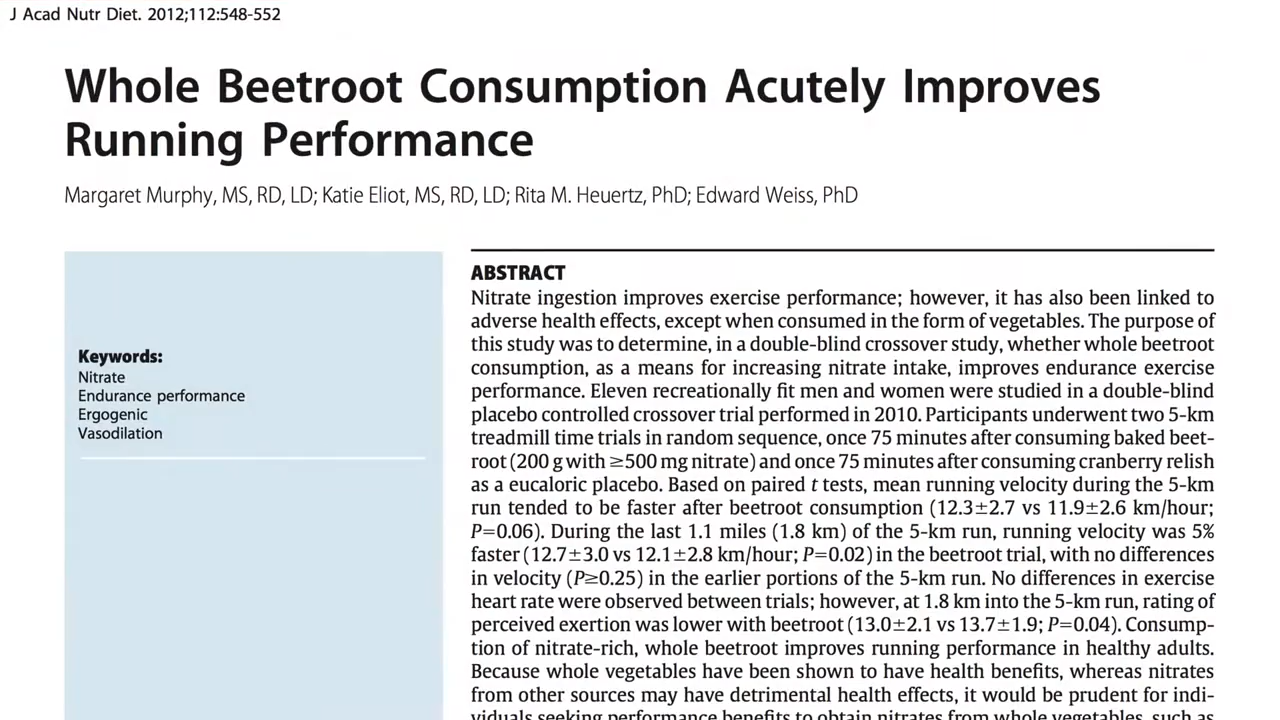 J Acad Nutr Diet. 2012;112:548-552
Whole Beetroot Consumption Acutely Improves
Running Performance
Margaret Murphy, MS, RD, LD; Katie Eliot, MS, RD, LD; Rita M. Heuertz, PhD; Edward Weiss, PhD
Keywords:
Nitrate
Endurance performance
Ergogenic
Vasodilation
ABSTRACT
Nitrate ingestion improves exercise performance; however, it has also been linked to
adverse health effects, except when consumed in the form of vegetables. The purpose of
this study was to determine, in a double-blind crossover study, whether whole beetroot
consumption, as a means for increasing nitrate intake, improves endurance exercise
performance. Eleven recreationally fit men and women were studied in a double-blind
placebo controlled crossover trial performed in 2010. Participants underwent two 5-km
treadmill time trials in random sequence, once 75 minutes after consuming baked beet-
root (200 g with ≥500 mg nitrate) and once 75 minutes after consuming cranberry relish
as a eucaloric placebo. Based on paired t tests, mean running velocity during the 5-km
run tended to be faster after beetroot consumption (12.3±2.7 vs 11.9±2.6 km/hour;
P=0.06). During the last 1.1 miles (1.8 km) of the 5-km run, running velocity was 5%
faster (12.7±3.0 vs 12.1±2.8 km/hour; P=0.02) in the beetroot trial, with no differences
in velocity (P≥0.25) in the earlier portions of the 5-km run. No differences in exercise
heart rate were observed between trials; however, at 1.8 km into the 5-km run, rating of
perceived exertion was lower with beetroot (13.0±2.1 vs 13.7±1.9; P=0.04). Consump-
tion of nitrate-rich, whole beetroot improves running performance in healthy adults.
Because whole vegetables have been shown to have health benefits, whereas nitrates
from other sources may have detrimental health effects, it would be prudent for indi-
viduals seeking performance benefits to obtain nitrates from whole vegetables, such as